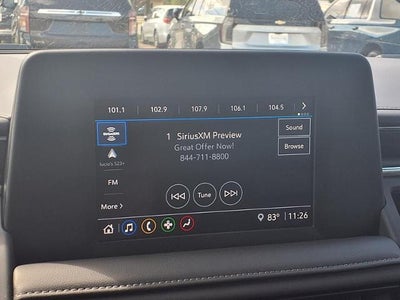 101.1 102.9 107.9 106.1 104.5
1 SiriusXM Preview
Great Offer Now!
844-711-8800
Sound
Browse
FM
More
Tune
83° 11:26